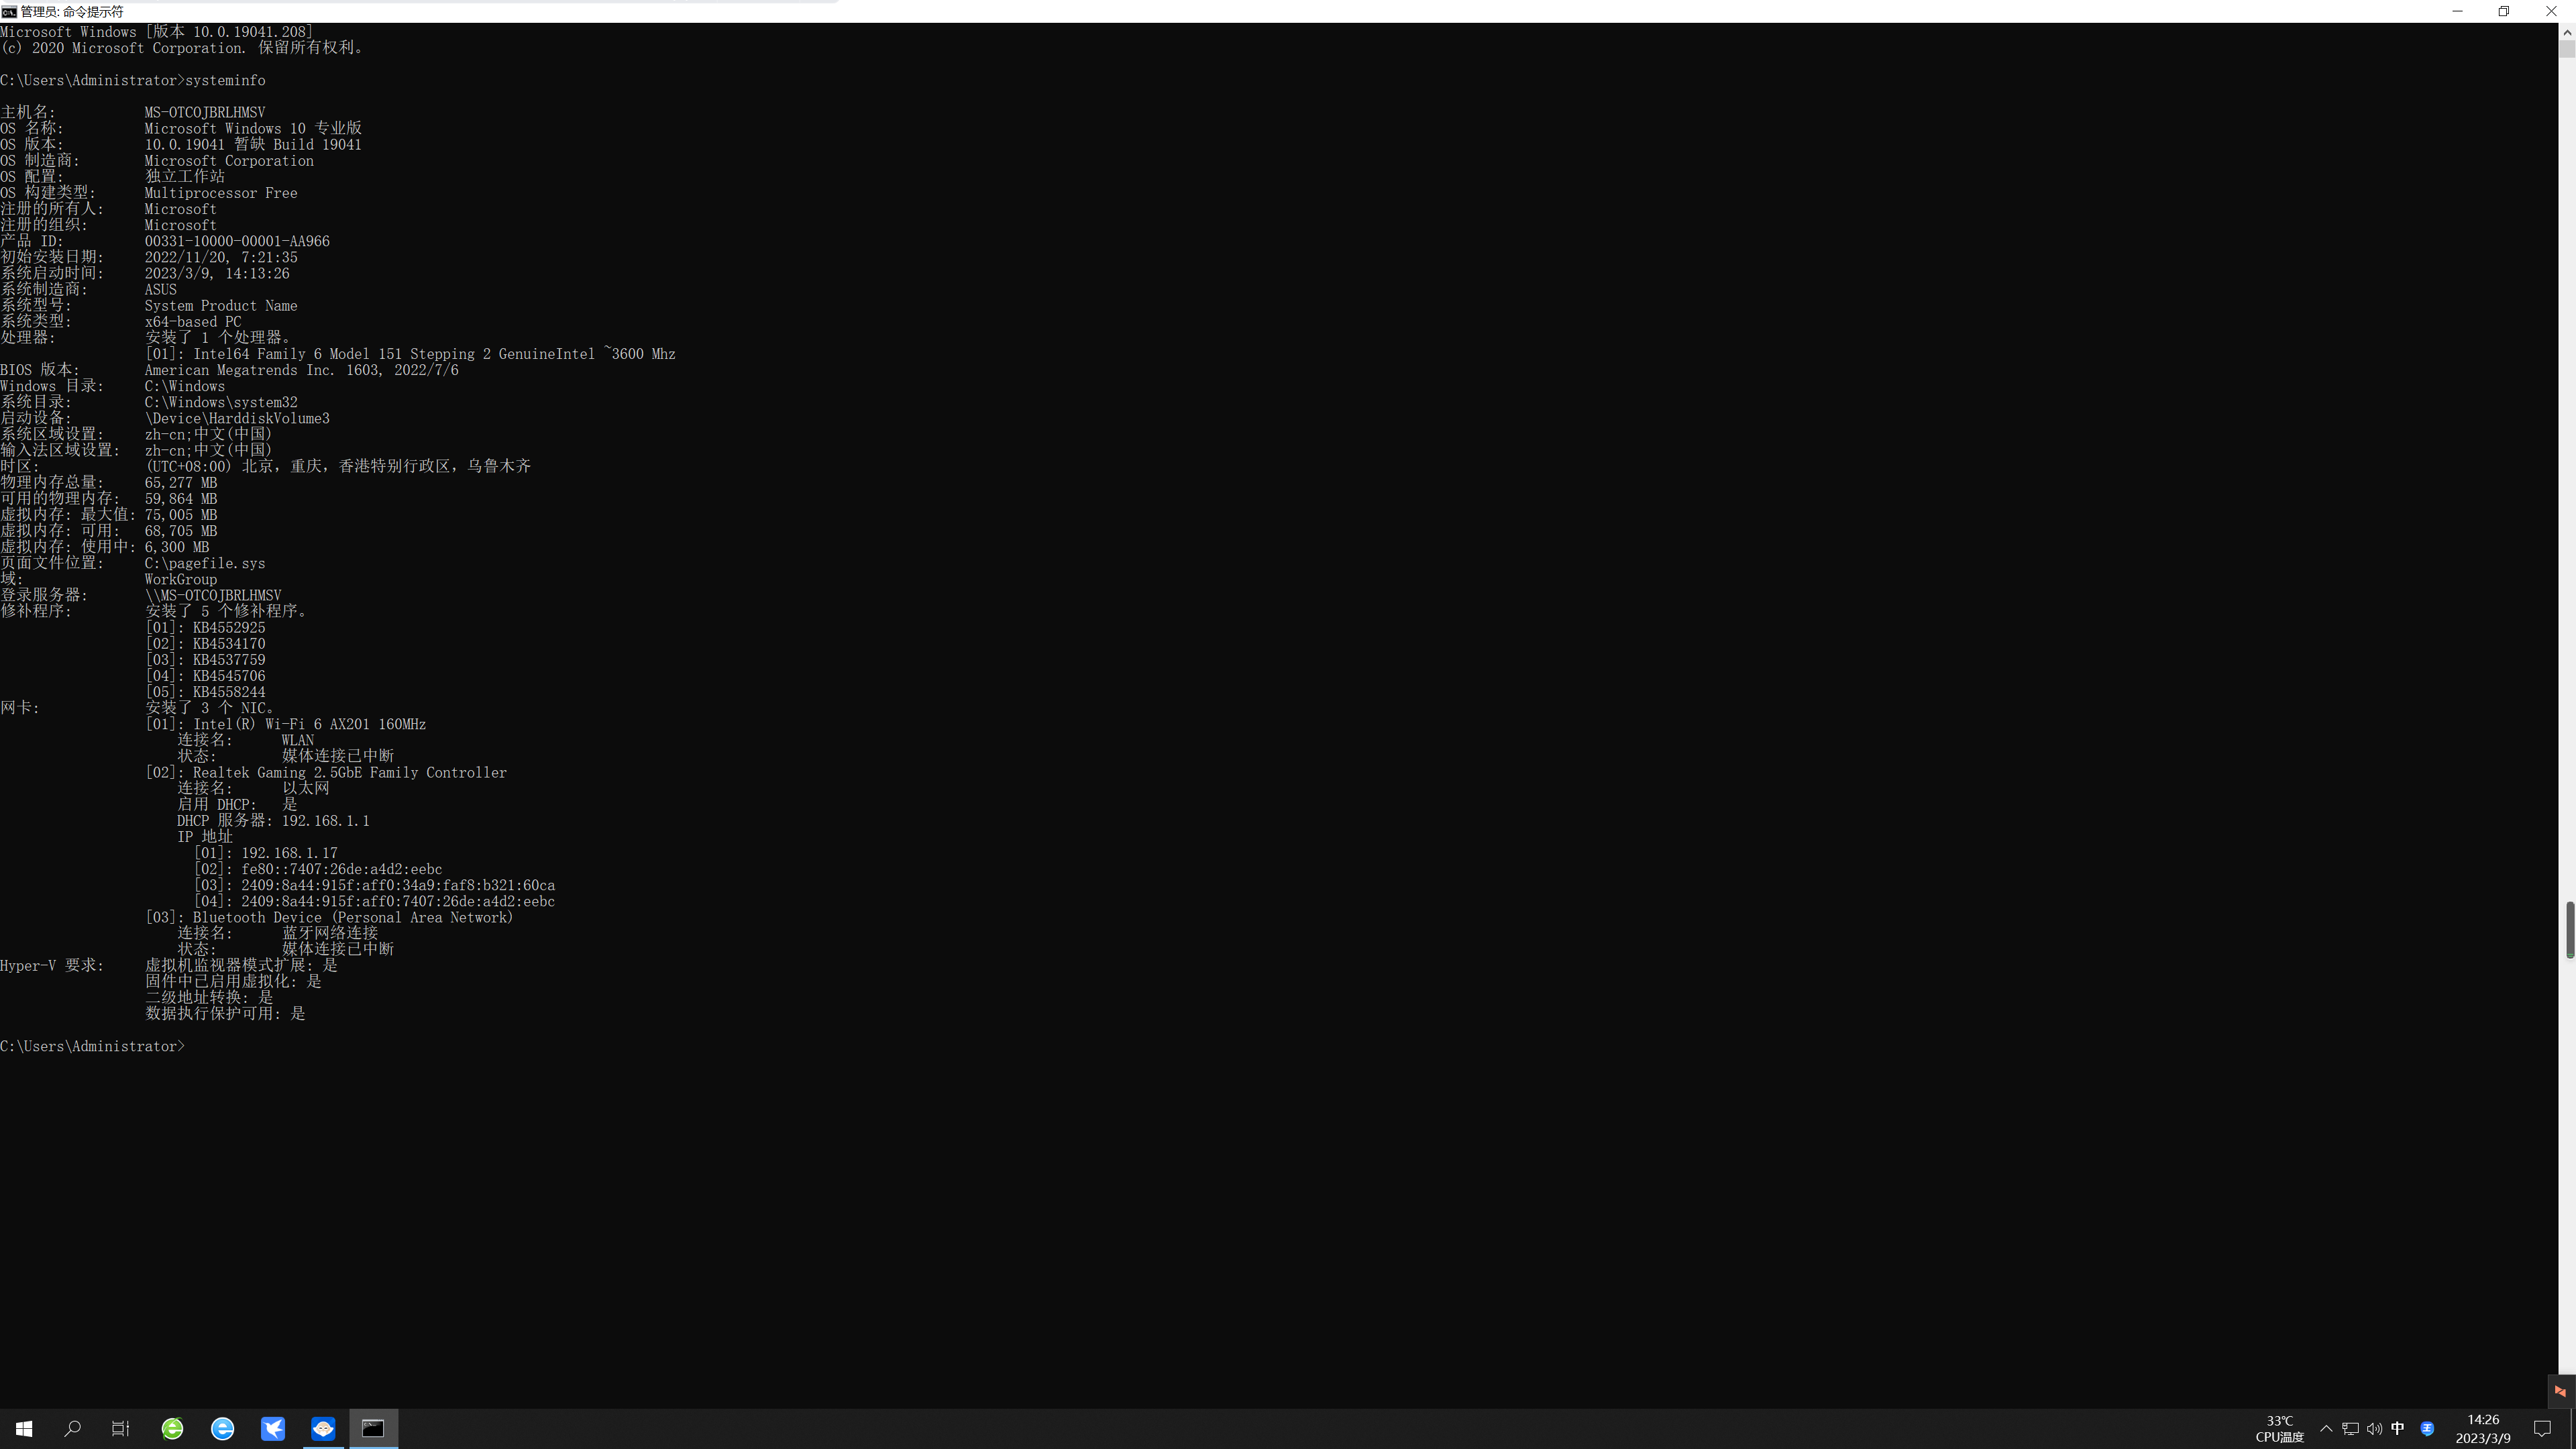 管理员: 命令提示符
Microsoft Windows [版本 10.0.19041.208]
(c) 2020 Microsoft Corporation. 保留所有权利。
C:\Users\Administrator>systeminfo
主机名:           MS-OTCOJBRLHMSV
OS 名称:          Microsoft Windows 10 专业版
OS 版本:          10.0.19041 暂缺 Build 19041
OS 制造商:        Microsoft Corporation
OS 配置:          独立工作站
OS 构建类型:      Multiprocessor Free
注册的所有人:     Microsoft
注册的组织:       Microsoft
产品 ID:          00331-10000-00001-AA966
初始安装日期:     2022/11/20, 7:21:35
系统启动时间:     2023/3/9, 14:13:26
系统制造商:       ASUS
系统型号:         System Product Name
系统类型:         x64-based PC
处理器:           安装了 1 个处理器。
[01]: Intel64 Family 6 Model 151 Stepping 2 GenuineIntel ~3600 Mhz
BIOS 版本:        American Megatrends Inc. 1603, 2022/7/6
Windows 目录:     C:\Windows
系统目录:         C:\Windows\system32
启动设备:         \Device\HarddiskVolume3
系统区域设置:     zh-cn;中文(中国)
输入法区域设置:   zh-cn;中文(中国)
时区:             (UTC+08:00) 北京，重庆，香港特别行政区，乌鲁木齐
物理内存总量:     65,277 MB
可用的物理内存:   59,864 MB
虚拟内存: 最大值: 75,005 MB
虚拟内存: 可用:   68,705 MB
虚拟内存: 使用中: 6,300 MB
页面文件位置:     C:\pagefile.sys
域:               WorkGroup
登录服务器:       \\MS-OTCOJBRLHMSV
修补程序:         安装了 5 个修补程序。
[01]: KB4552925
[02]: KB4534170
[03]: KB4537759
[04]: KB4545706
[05]: KB4558244
网卡:             安装了 3 个 NIC。
[01]: Intel(R) Wi-Fi 6 AX201 160MHz
连接名:      WLAN
状态:        媒体连接已中断
[02]: Realtek Gaming 2.5GbE Family Controller
连接名:      以太网
启用 DHCP:   是
DHCP 服务器: 192.168.1.1
IP 地址
[01]: 192.168.1.17
[02]: fe80::7407:26de:a4d2:eebc
[03]: 2409:8a44:915f:aff0:34a9:faf8:b321:60ca
[04]: 2409:8a44:915f:aff0:7407:26de:a4d2:eebc
[03]: Bluetooth Device (Personal Area Network)
连接名:      蓝牙网络连接
状态:        媒体连接已中断
Hyper-V 要求:     虚拟机监视器模式扩展: 是
固件中已启用虚拟化: 是
二级地址转换: 是
数据执行保护可用: 是
C:\Users\Administrator>
33℃
CPU温度
中
14:26
2023/3/9